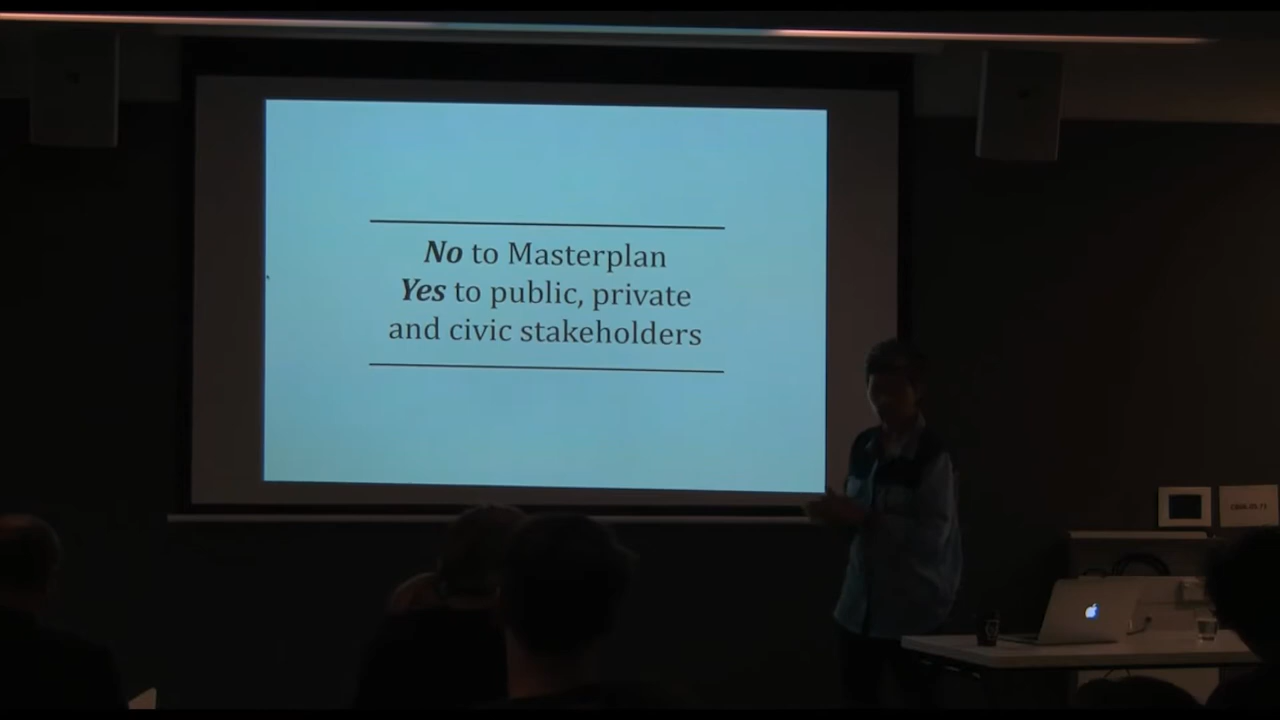 No to Masterplan
Yes to public, private
and civic stakeholders